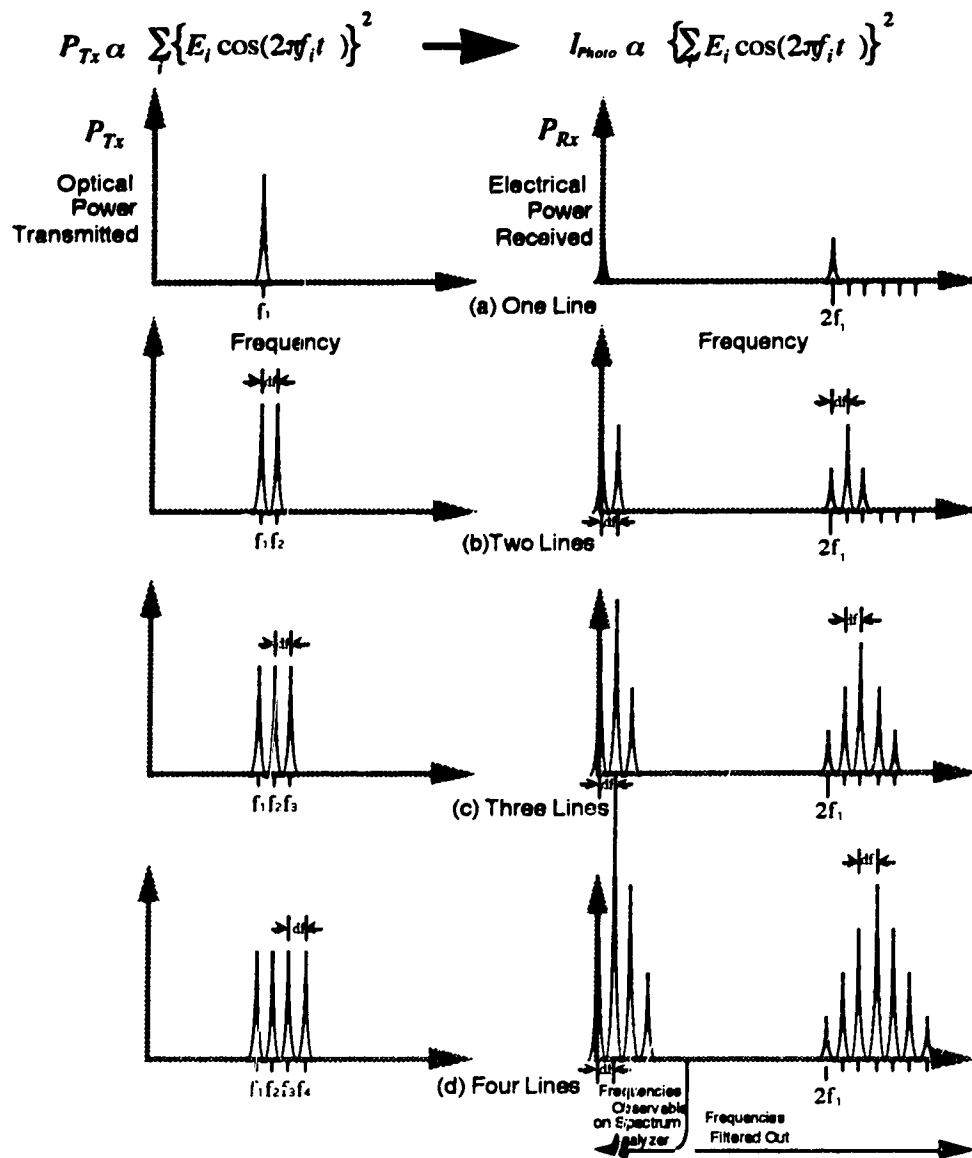 P_Tx α Σ_i {E_i cos(2πf_i t )}^2
I_Photo α {Σ_i E_i cos(2πf_i t )}^2
P_Tx
Optical
Power
Transmitted
f₁
P_Rx
Electrical
Power
Received
2f₁
(a) One Line
Frequency
df
f₁ f₂
Frequency
df
df
2f₁
(b)Two Lines
df
f₁ f₂ f₃
df
df
2f₁
(c) Three Lines
df
f₁ f₂ f₃ f₄
df
df
2f₁
(d) Four Lines
Frequencies
Observable
on Spectrum
Analyzer
Frequencies
Filtered Out